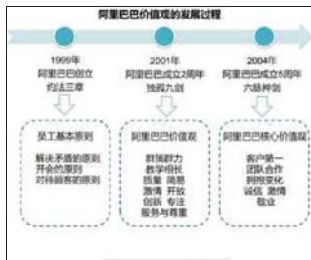 阿里巴巴价值观的发展过程
1999年
阿里巴巴创立
约法三章
2001年
阿里巴巴成立2周年
独孤九剑
2004年
阿里巴巴成立5周年
六脉神剑
员工基本原则
解决矛盾的原则
开会的原则
对待顾客的原则
阿里巴巴价值观
群策群力
教学相长
质量 简易
激情 开放
创新 专注
服务与尊重
阿里巴巴核心价值观
客户第一
团队合作
拥抱变化
诚信 激情
敬业